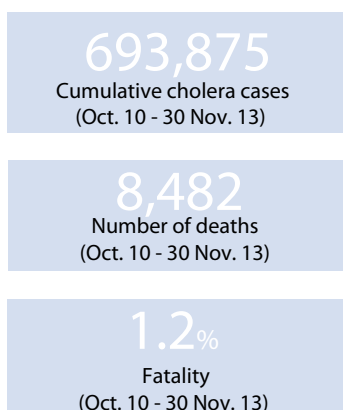 693,875
Cumulative cholera cases
(Oct. 10 - 30 Nov. 13)
8,482
Number of deaths
(Oct. 10 - 30 Nov. 13)
1.2%
Fatality
(Oct. 10 - 30 Nov. 13)